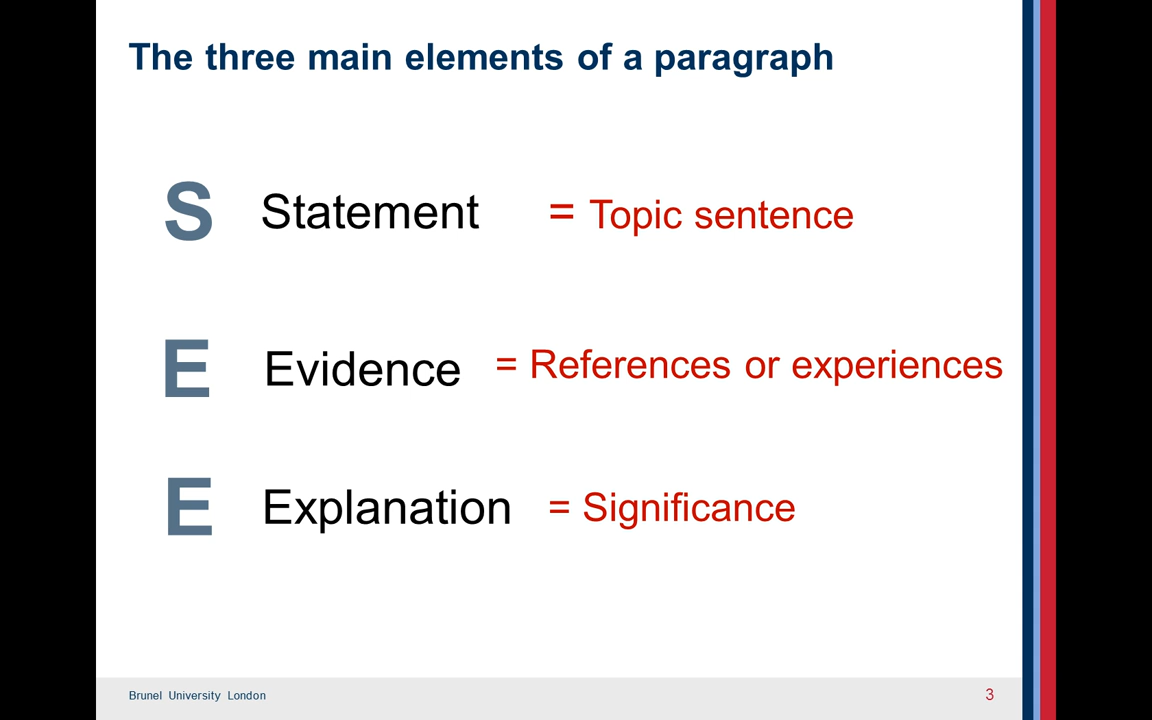 The three main elements of a paragraph
S Statement = Topic sentence
E Evidence = References or experiences
E Explanation = Significance
Brunel University London 3